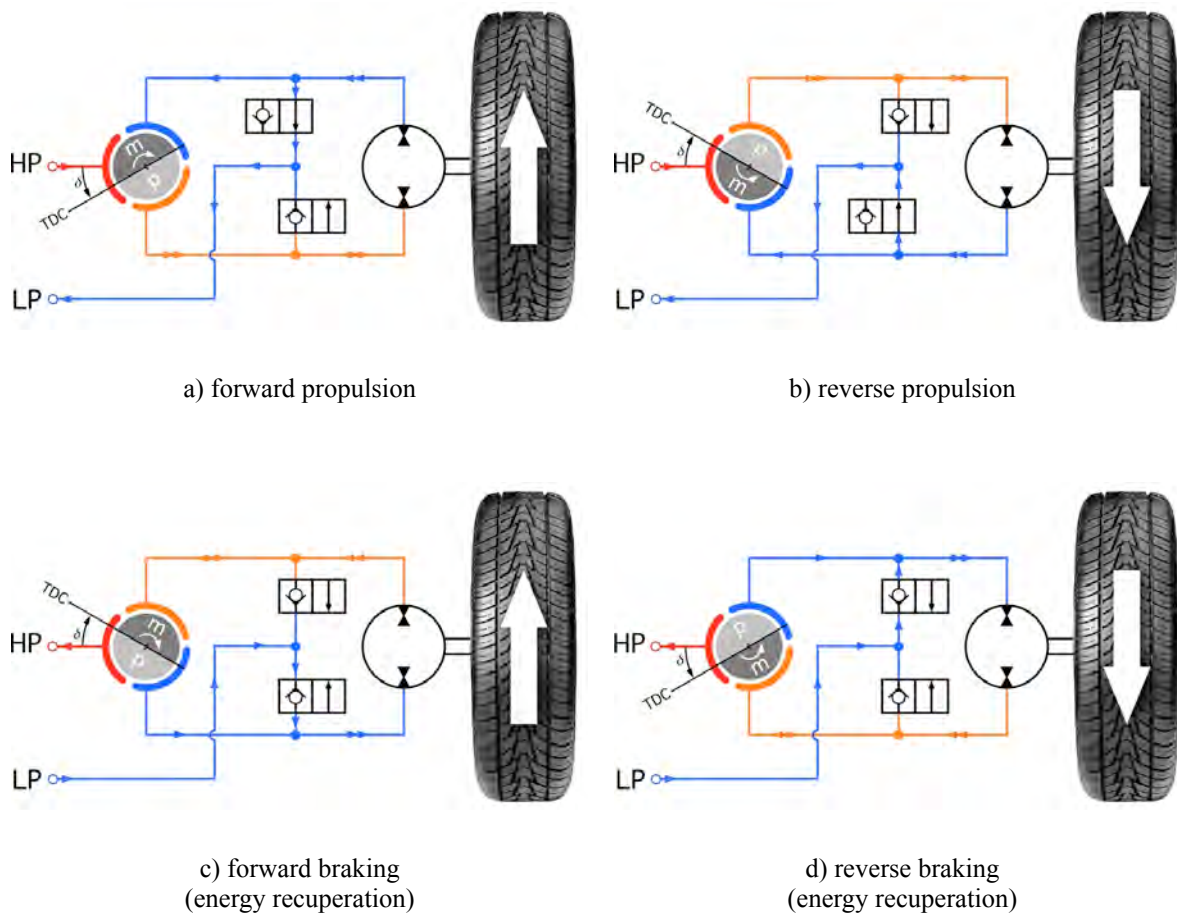 HP
m
p
δ
TDC
LP
a) forward propulsion
TDC
HP
δ
p
m
LP
b) reverse propulsion
TDC
HP
δ
m
p
LP
c) forward braking
(energy recuperation)
HP
p
m
δ
TDC
LP
d) reverse braking
(energy recuperation)